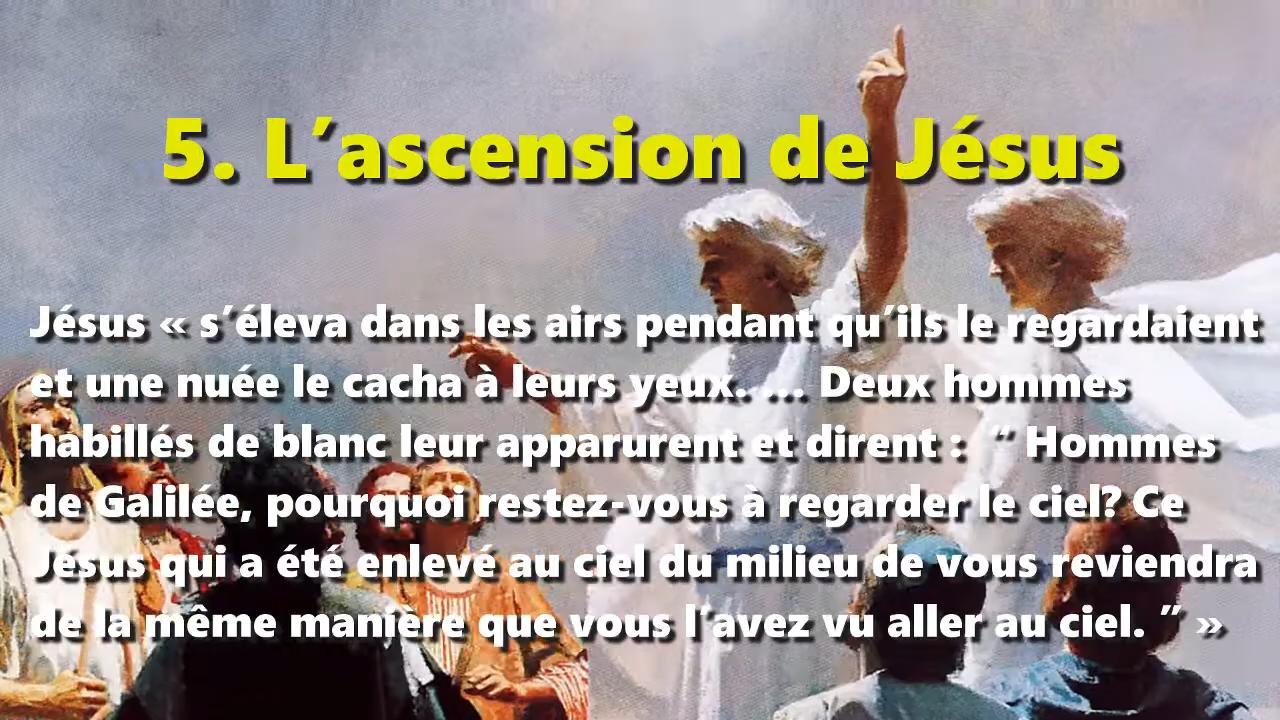 5. L’ascension de Jésus
Jésus « s’éleva dans les airs pendant qu’ils le regardaient
et une nuée le cacha à leurs yeux. ... Deux hommes
habillés de blanc leur apparurent et dirent : “ Hommes
de Galilée, pourquoi restez-vous à regarder le ciel? Ce
Jésus qui a été enlevé au ciel du milieu de vous reviendra
de la même manière que vous l’avez vu aller au ciel. ” »